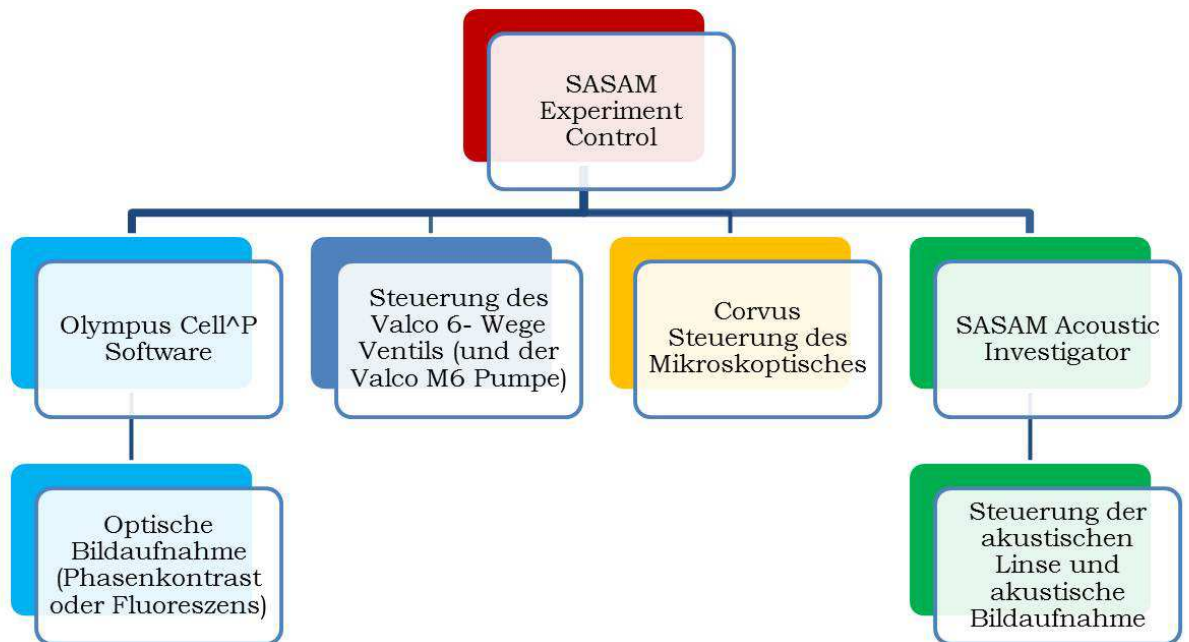 SASAM
Experiment
Control
Olympus Cell^P
Software
Steuerung des
Valco 6- Wege
Ventils (und der
Valco M6 Pumpe)
Corvus
Steuerung des
Mikroskoptisches
SASAM Acoustic
Investigator
Optische
Bildaufnahme
(Phasenkontrast
oder Fluoreszens)
Steuerung der
akustischen
Linse und
akustische
Bildaufnahme